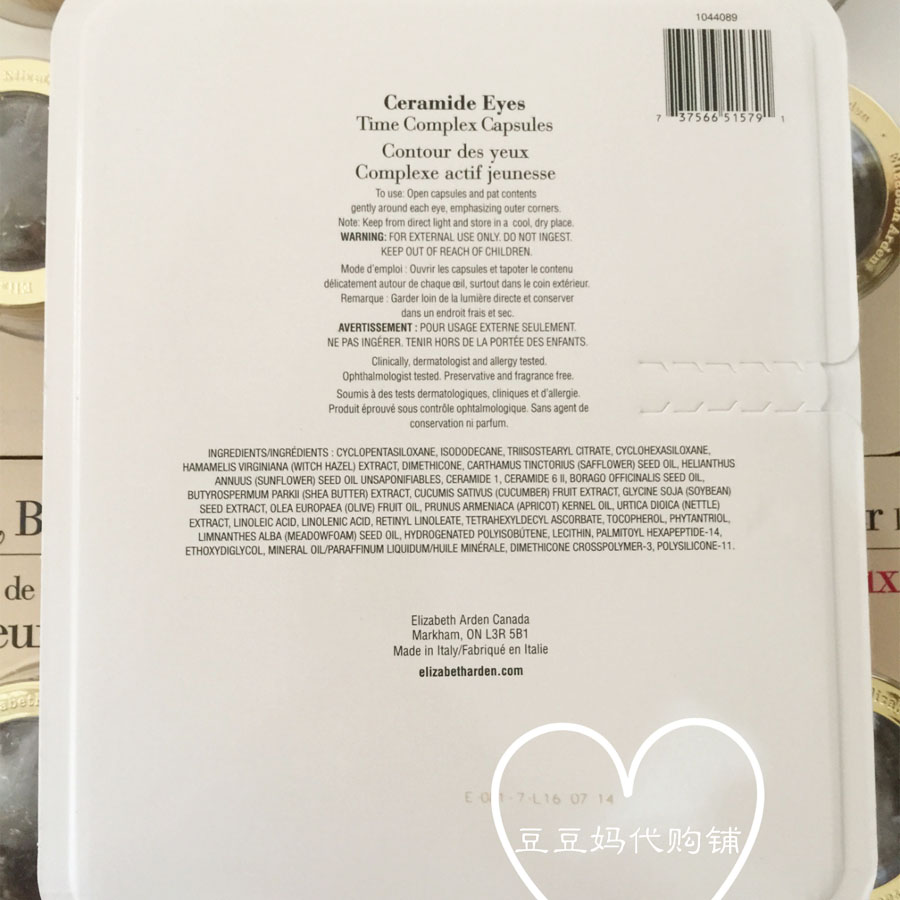 1044089
7 37566 51579 1
Ceramide Eyes
Time Complex Capsules
Contour des yeux
Complexe actif jeunesse
To use: Open capsules and pat contents
gently around each eye, emphasizing outer corners.
Note: Keep from direct light and store in a cool, dry place.
WARNING: FOR EXTERNAL USE ONLY. DO NOT INGEST.
KEEP OUT OF REACH OF CHILDREN.
Mode d'emploi : Ouvrir les capsules et tapoter le contenu
délicatement autour de chaque œil, surtout dans le coin extérieur.
Remarque : Garder loin de la lumière directe et conserver
dans un endroit frais et sec.
AVERTISSEMENT : POUR USAGE EXTERNE SEULEMENT.
NE PAS INGÉRER. TENIR HORS DE LA PORTÉE DES ENFANTS.
Clinically, dermatologist and allergy tested.
Ophthalmologist tested. Preservative and fragrance free.
Soumis à des tests dermatologiques, cliniques et d'allergie.
Produit éprouvé sous contrôle ophtalmologique. Sans agent de
conservation ni parfum.
INGREDIENTS/INGRÉDIENTS : CYCLOPENTASILOXANE, ISODODECANE, TRIISOSTEARYL CITRATE, CYCLOHEXASILOXANE,
HAMAMELIS VIRGINIANA (WITCH HAZEL) EXTRACT, DIMETHICONE, CARTHAMUS TINCTORIUS (SAFFLOWER) SEED OIL, HELIANTHUS
ANNUUS (SUNFLOWER) SEED OIL UNSAPONIFIABLES, CERAMIDE 1, CERAMIDE 6 II, BORAGO OFFICINALIS SEED OIL,
BUTYROSPERMUM PARKII (SHEA BUTTER) EXTRACT, CUCUMIS SATIVUS (CUCUMBER) FRUIT EXTRACT, GLYCINE SOJA (SOYBEAN)
SEED EXTRACT, OLEA EUROPAEA (OLIVE) FRUIT OIL, PRUNUS ARMENIACA (APRICOT) KERNEL OIL, URTICA DIOICA (NETTLE)
EXTRACT, LINOLEIC ACID, LINOLENIC ACID, RETINYL LINOLEATE, TETRAHEXYLDECYL ASCORBATE, TOCOPHEROL, PHYTANTRIOL,
LIMNANTHES ALBA (MEADOWFOAM) SEED OIL, HYDROGENATED POLYISOBUTENE, LECITHIN, PALMITOYL HEXAPEPTIDE-14,
ETHOXYDIGLYCOL, MINERAL OIL/PARAFFINUM LIQUIDUM/HUILE MINÉRALE, DIMETHICONE CROSSPOLYMER-3, POLYSILICONE-11.
Elizabeth Arden Canada
Markham, ON L3R 5B1
Made in Italy/Fabriqué en Italie
elizabetharden.com
L16 07 14
豆豆妈代购铺